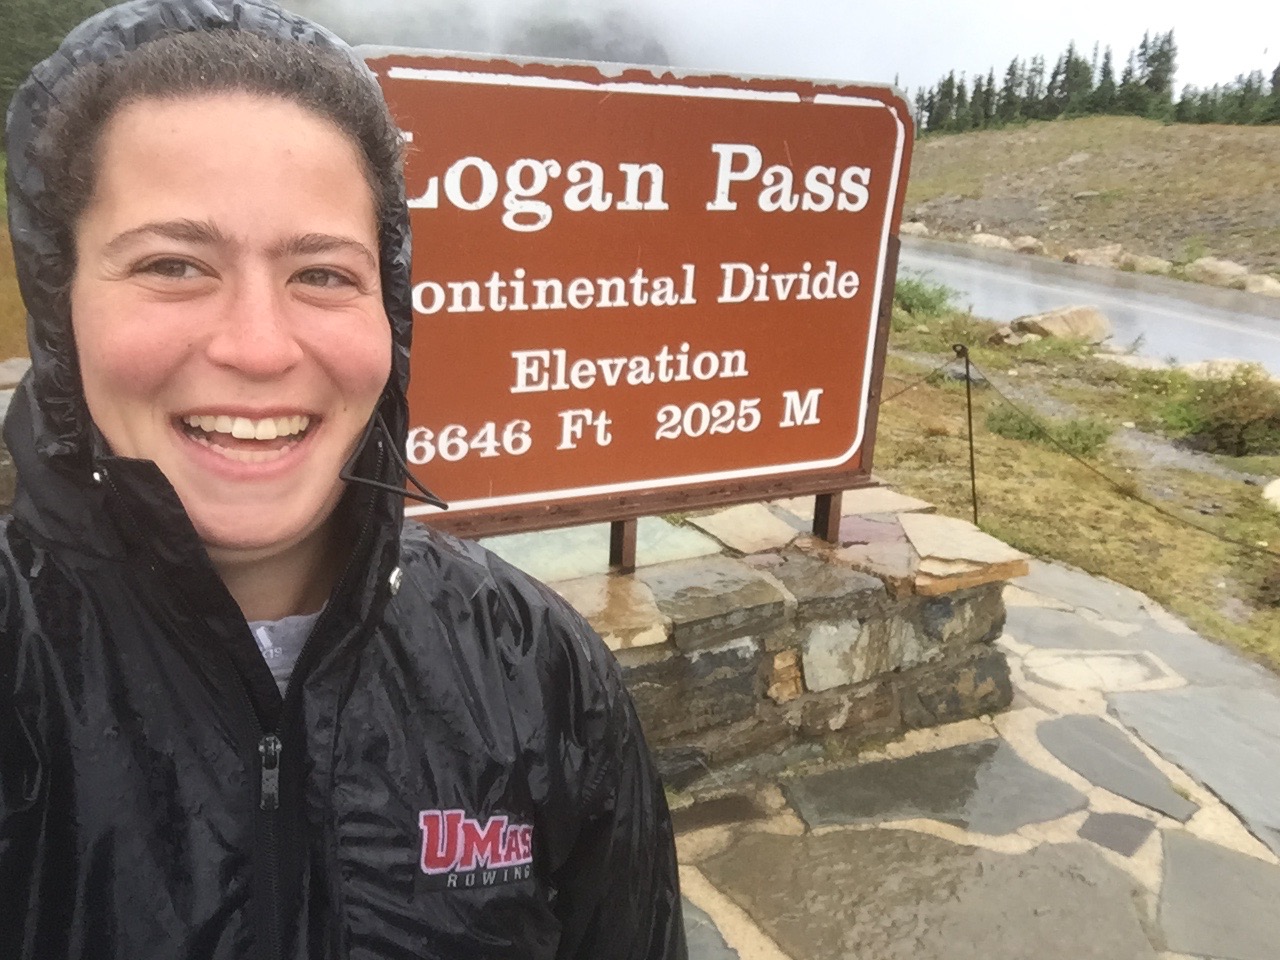 Logan Pass
ontinental Divide
Elevation
6646 Ft 2025 M
UMAS
ROWING